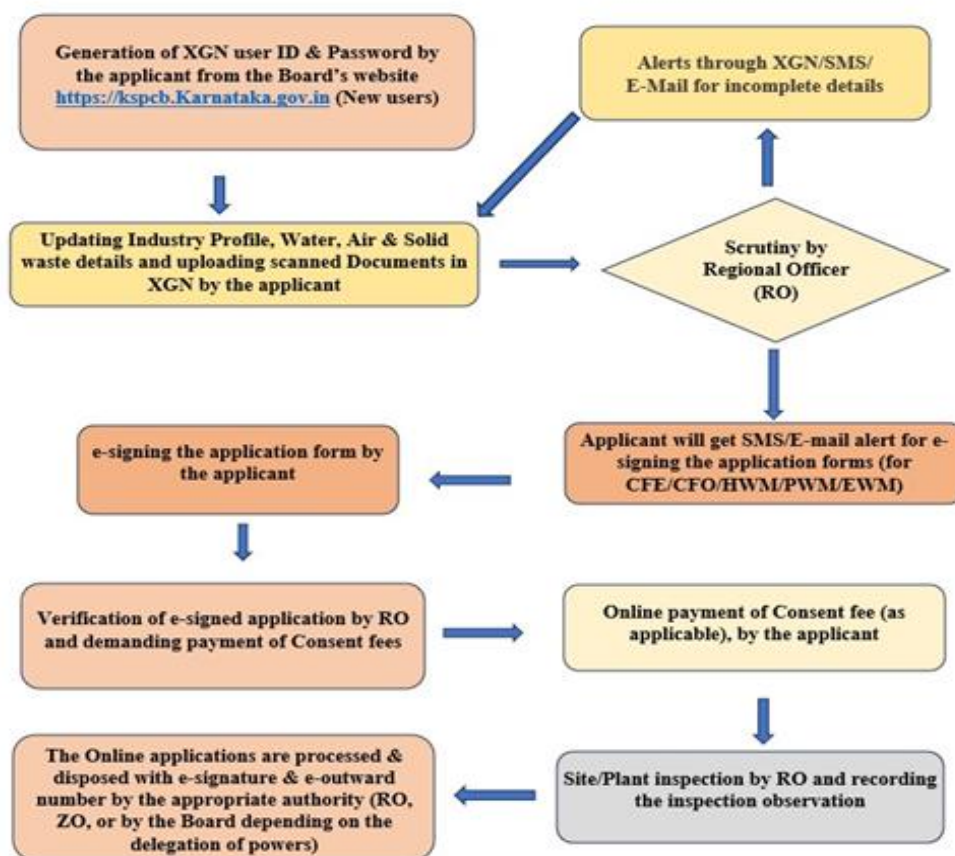 Generation of XGN user ID & Password by
the applicant from the Board's website
https://kspcb.Karnataka.gov.in (New users)
Alerts through XGN/SMS/
E-Mail for incomplete details
Updating Industry Profile, Water, Air & Solid
waste details and uploading scanned Documents in
XGN by the applicant
Scrutiny by
Regional Officer
(RO)
Applicant will get SMS/E-mail alert for e-
signing the application forms (for
CFE/CFO/HWM/PWM/EWM)
e-signing the application form by
the applicant
Verification of e-signed application by RO
and demanding payment of Consent fees
Online payment of Consent fee (as
applicable), by the applicant
Site/Plant inspection by RO and recording
the inspection observation
The Online applications are processed &
disposed with e-signature & e-outward
number by the appropriate authority (RO,
ZO, or by the Board depending on the
delegation of powers)